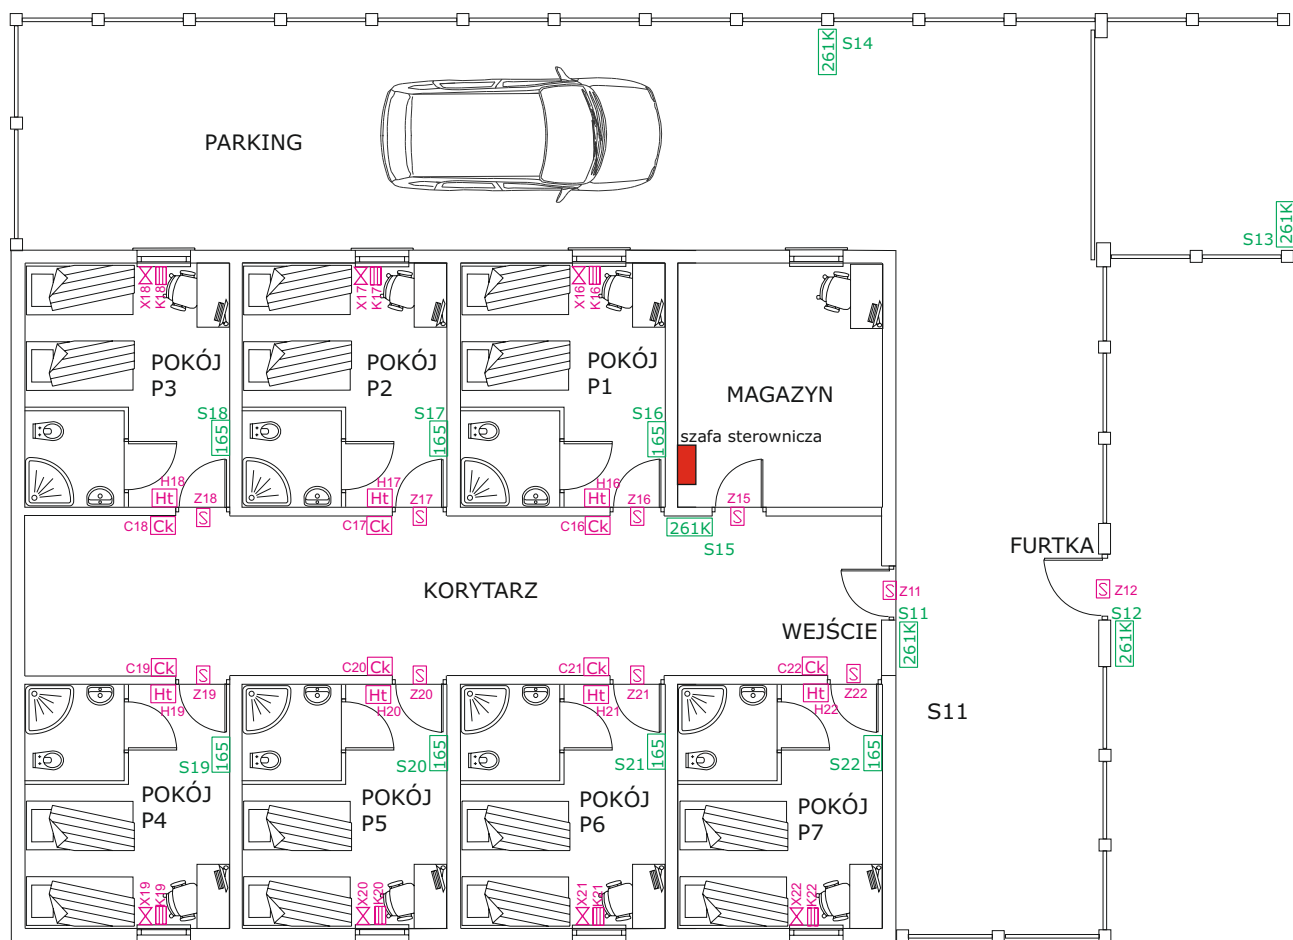 261K S14
PARKING
S13 261K
X18 K18
X17 K17
X16 K16
POKÓJ
P3
POKÓJ
P2
POKÓJ
P1
MAGAZYN
S18
165
S17
165
S16
165
szafa sterownicza
H18
Ht
Z18
H17
Ht
Z17
H16
Ht
Z16
Z15
C18 Ck S
C17 Ck S
C16 Ck S
261K
S
S15
FURTKA
KORYTARZ
S Z11
S Z12
S11
261K
S12
261K
WEJŚCIE
C19 Ck S
C20 Ck S
C21 Ck S
C22 Ck S
Ht
H19
Z19
Ht
H20
Z20
Ht
H21
Z21
Ht
H22
Z22
S11
S19 165
S20 165
S21 165
S22 165
POKÓJ
P4
POKÓJ
P5
POKÓJ
P6
POKÓJ
P7
X19 K19
X20 K20
X21 K21
X22 K22